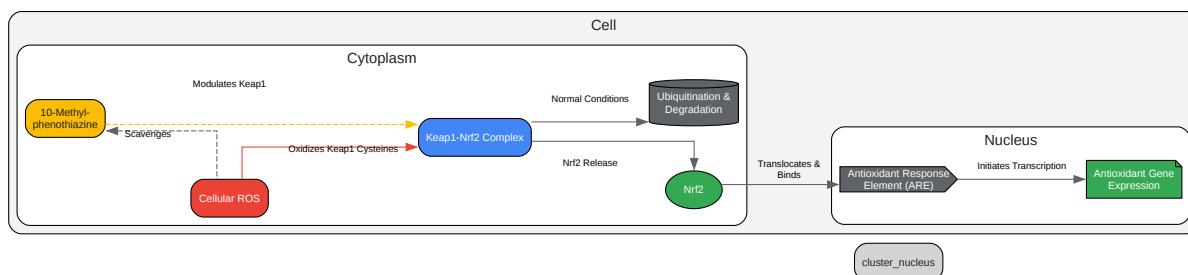 Cell
Cytoplasm
Modulates Keap1
10-Methyl-
phenothiazine
Scavenges
Cellular ROS
Oxidizes Keap1 Cysteines
Keap1-Nrf2 Complex
Normal Conditions
Ubiquitination &
Degradation
Nrf2 Release
Nrf2
Translocates &
Binds
Nucleus
Antioxidant Response
Element (ARE)
Initiates Transcription
Antioxidant Gene
Expression
cluster_nucleus